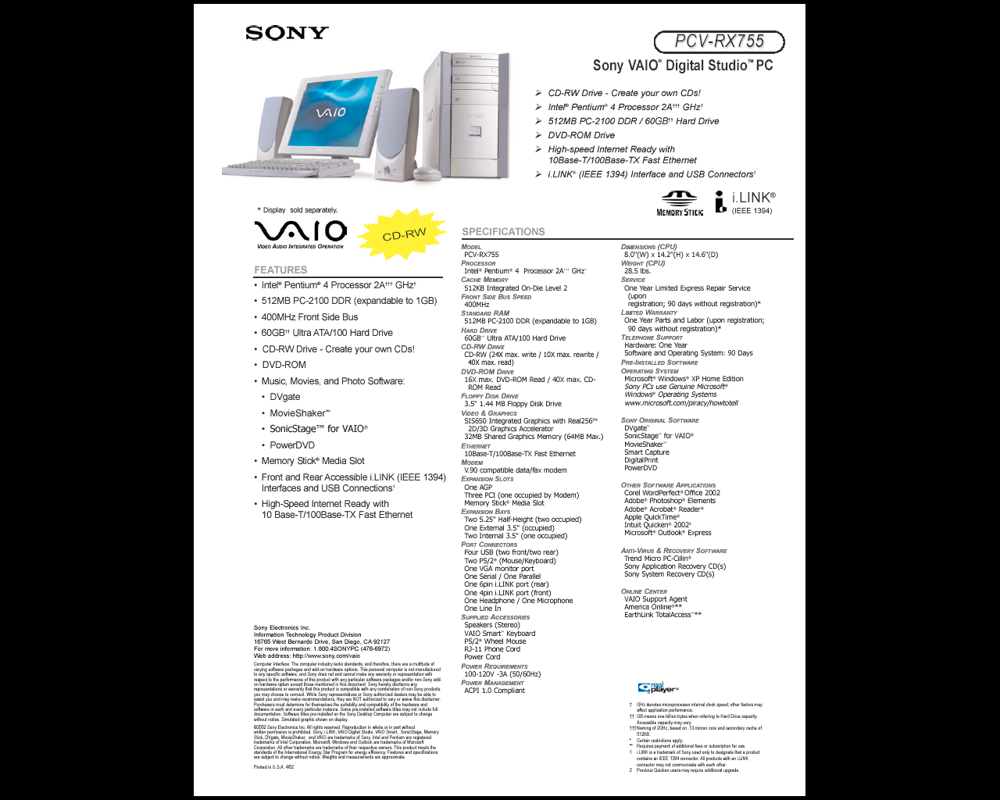 SONY
PCV-RX755
Sony VAIO® Digital Studio™ PC
➢ CD-RW Drive - Create your own CDs!
➢ Intel® Pentium® 4 Processor 2A††† GHz†
➢ 512MB PC-2100 DDR / 60GB†† Hard Drive
➢ DVD-ROM Drive
➢ High-speed Internet Ready with
10Base-T/100Base-TX Fast Ethernet
➢ i.LINK® (IEEE 1394) Interface and USB Connectors¹
VAIO
MEMORY STICK
i.LINK®
(IEEE 1394)
* Display sold separately.
VAIO
VIDEO AUDIO INTEGRATED OPERATION
CD-RW
FEATURES
• Intel® Pentium® 4 Processor 2A††† GHz†
• 512MB PC-2100 DDR (expandable to 1GB)
• 400MHz Front Side Bus
• 60GB†† Ultra ATA/100 Hard Drive
• CD-RW Drive - Create your own CDs!
• DVD-ROM
• Music, Movies, and Photo Software:
• DVgate
• MovieShaker™
• SonicStage™ for VAIO®
• PowerDVD
• Memory Stick® Media Slot
• Front and Rear Accessible i.LINK (IEEE 1394)
Interfaces and USB Connections¹
• High-Speed Internet Ready with
10 Base-T/100Base-TX Fast Ethernet
Sony Electronics Inc.
Information Technology Product Division
16765 West Bernardo Drive, San Diego, CA 92127
For more information: 1.800.4SONYPC (476-6972)
Web address: http://www.sony.com/vaio
Computer Interface: The computer industry lacks standards, and therefore, there are a multitude of
varying software packages and add-on hardware options. This personal computer is not manufactured
to any specific software, and Sony does not and cannot make any warranty or representation with
respect to the performance of this product with any particular software packages and/or non-Sony add-
on hardware option except those mentioned in this document. Sony hereby disclaims any
representations or warranty that this product is compatible with any combination of non-Sony products
you may choose to connect. While Sony representatives or Sony authorized dealers may be able to
assist you and may make recommendations, they are NOT authorized to vary or waive this disclaimer.
Purchasers must determine for themselves the suitability and compatibility of the hardware and
software in each and every particular instance. Some pre-installed software titles may not include full
documentation. Software titles pre-installed on the Sony Desktop Computer are subject to change
without notice. Simulated graphic shown on display.
©2002 Sony Electronics Inc. All rights reserved. Reproduction in whole or in part without
written permission is prohibited. Sony, i.LINK, VAIO Digital Studio, VAIO Smart, SonicStage, Memory
Stick, DVgate, MovieShaker, and VAIO are trademarks of Sony. Intel and Pentium are registered
trademarks of Intel Corporation. Microsoft, Windows and Outlook are trademarks of Microsoft
Corporation. All other trademarks are trademarks of their respective owners. This product meets the
standards of the International Energy Star Program for energy efficiency. Features and specifications
are subject to change without notice. Weights and measurements are approximate.
Printed in U.S.A. 4/02
SPECIFICATIONS
MODEL
PCV-RX755
PROCESSOR
Intel® Pentium® 4 Processor 2A††† GHz†
CACHE MEMORY
512KB Integrated On-Die Level 2
FRONT SIDE BUS SPEED
400MHz
STANDARD RAM
512MB PC-2100 DDR (expandable to 1GB)
HARD DRIVE
60GB†† Ultra ATA/100 Hard Drive
CD-RW DRIVE
CD-RW (24X max. write / 10X max. rewrite /
40X max. read)
DVD-ROM DRIVE
16X max. DVD-ROM Read / 40X max. CD-
ROM Read
FLOPPY DISK DRIVE
3.5" 1.44 MB Floppy Disk Drive
VIDEO & GRAPHICS
SIS650 Integrated Graphics with Real256™
2D/3D Graphics Accelerator
32MB Shared Graphics Memory (64MB Max.)
ETHERNET
10Base-T/100Base-TX Fast Ethernet
MODEM
V.90 compatible data/fax modem
EXPANSION SLOTS
One AGP
Three PCI (one occupied by Modem)
Memory Stick® Media Slot
EXPANSION BAYS
Two 5.25" Half-Height (two occupied)
One External 3.5" (occupied)
Two Internal 3.5" (one occupied)
PORT CONNECTORS
Four USB (two front/two rear)
Two PS/2® (Mouse/Keyboard)
One VGA monitor port
One Serial / One Parallel
One 6pin i.LINK port (rear)
One 4pin i.LINK port (front)
One Headphone / One Microphone
One Line In
SUPPLIED ACCESSORIES
Speakers (Stereo)
VAIO Smart™ Keyboard
PS/2® Wheel Mouse
RJ-11 Phone Cord
Power Cord
POWER REQUIREMENTS
100-120V -3A (50/60Hz)
POWER MANAGEMENT
ACPI 1.0 Compliant
DIMENSIONS (CPU)
8.0"(W) x 14.2"(H) x 14.6"(D)
WEIGHT (CPU)
28.5 lbs.
SERVICE
One Year Limited Express Repair Service
(upon
registration; 90 days without registration)*
LIMITED WARRANTY
One Year Parts and Labor (upon registration;
90 days without registration)*
TELEPHONE SUPPORT
Hardware: One Year
Software and Operating System: 90 Days
PRE-INSTALLED SOFTWARE
OPERATING SYSTEM
Microsoft® Windows® XP Home Edition
Sony PCs use Genuine Microsoft®
Windows® Operating Systems
www.microsoft.com/piracy/howtotell
SONY ORIGINAL SOFTWARE
DVgate™
SonicStage™ for VAIO®
MovieShaker™
Smart Capture
DigitalPrint
PowerDVD
OTHER SOFTWARE APPLICATIONS
Corel WordPerfect® Office 2002
Adobe® Photoshop® Elements
Adobe® Acrobat® Reader®
Apple QuickTime®
Intuit Quicken® 2002²
Microsoft® Outlook® Express
ANTI-VIRUS & RECOVERY SOFTWARE
Trend Micro PC-Cillin®
Sony Application Recovery CD(s)
Sony System Recovery CD(s)
ONLINE CENTER
VAIO Support Agent
America Online®**
EarthLink TotalAccess™**
real
player
† GHz denotes microprocessor internal clock speed; other factors may
affect application performance.
†† GB means one billion bytes when referring to Hard Drive capacity.
Accessible capacity may vary.
††† Naming of 2GHz, based on .13 micron core and secondary cache of
512KB.
* Certain restrictions apply.
** Requires payment of additional fees or subscription for use.
1 i.LINK is a trademark of Sony used only to designate that a product
contains an IEEE 1394 connector. All products with an i.LINK
connector may not communicate with each other.
2 Previous Quicken users may require additional upgrade.